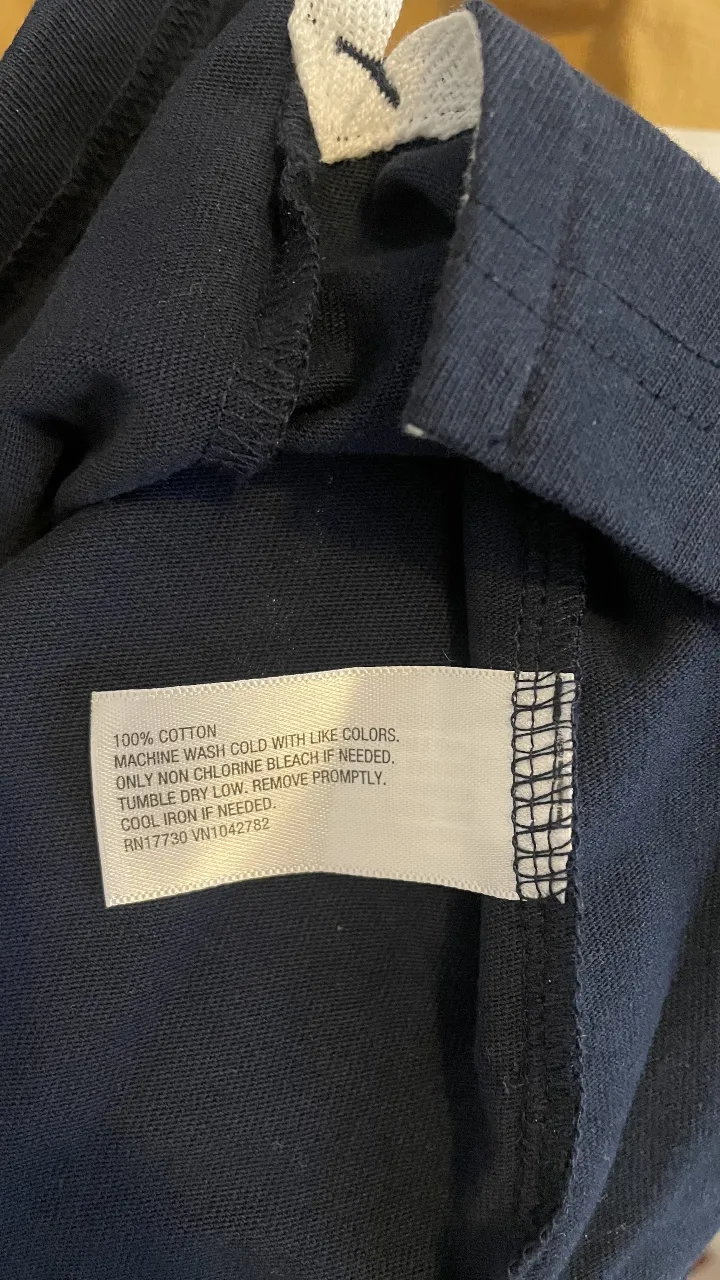 100% COTTON
MACHINE WASH COLD WITH LIKE COLORS.
ONLY NON CHLORINE BLEACH IF NEEDED.
TUMBLE DRY LOW. REMOVE PROMPTLY.
COOL IRON IF NEEDED.
RN17730 VN1042782